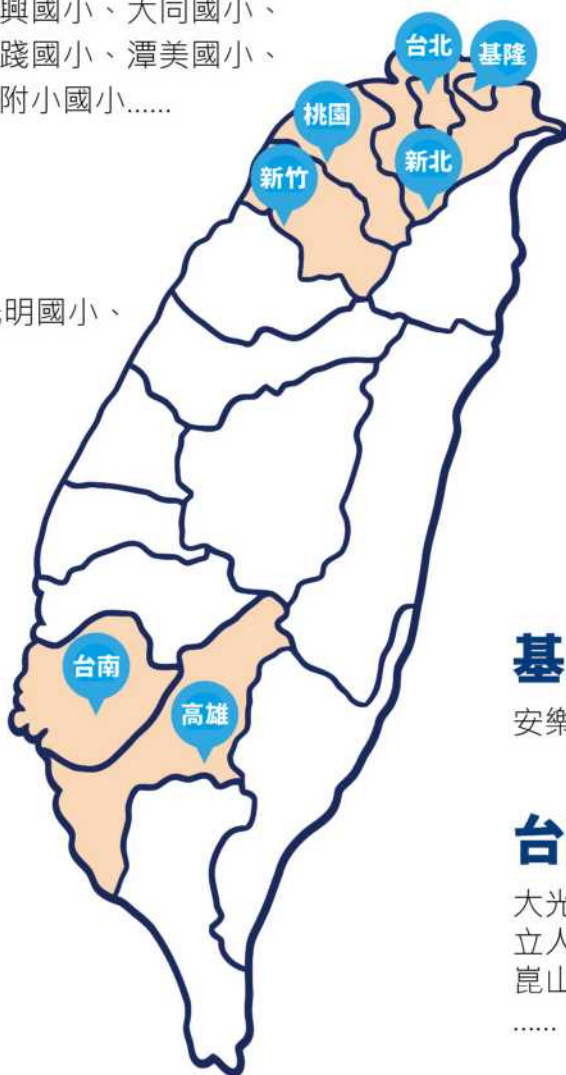 興國小、大同國小、
踐國小、潭美國小、
附小國小......
台北
基隆
桃園
新北
新竹
明國小、
台南
高雄
基
安樂
台
大光
立人
崑山
......